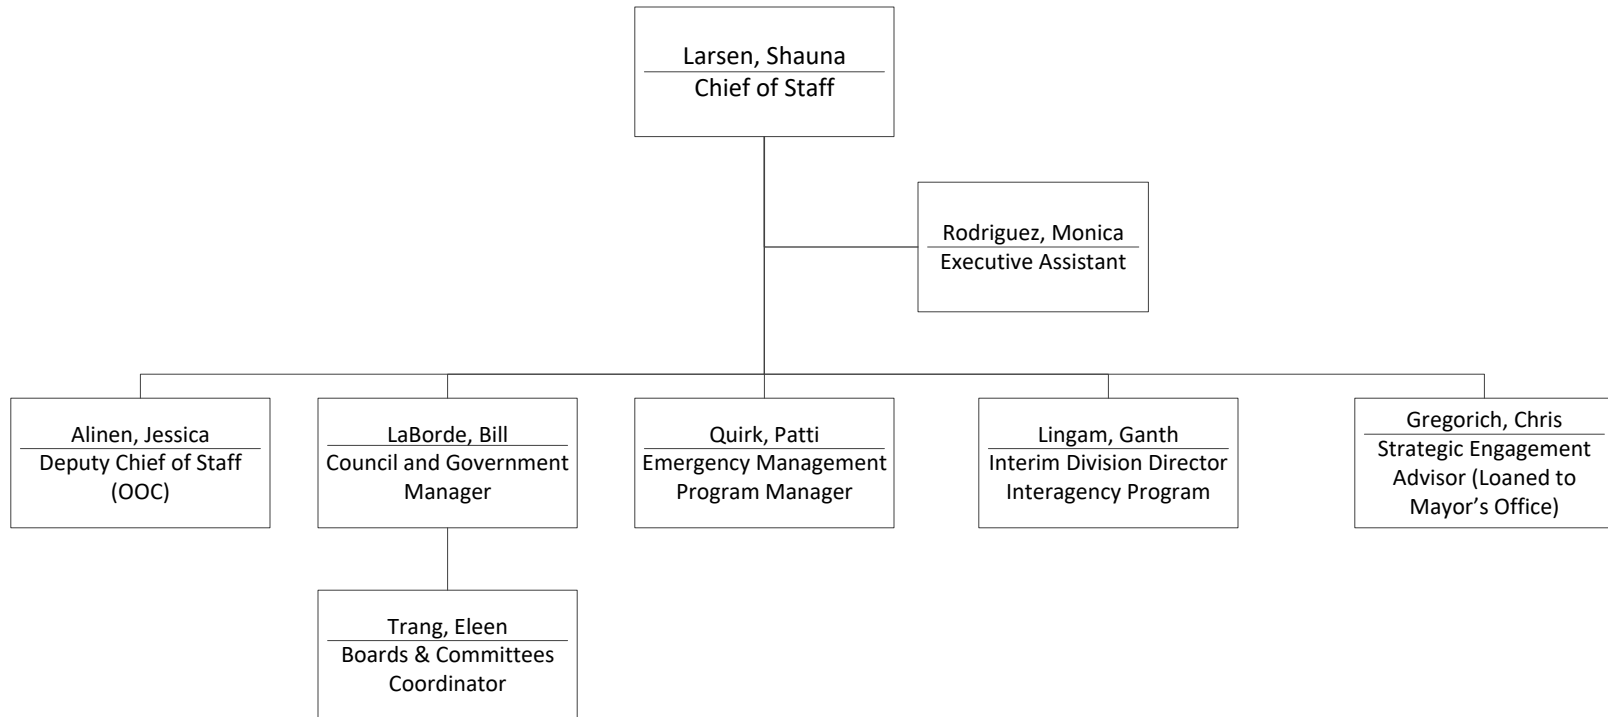 Larsen, Shauna
Chief of Staff
Rodriguez, Monica
Executive Assistant
Alinen, Jessica
Deputy Chief of Staff
(OOC)
LaBorde, Bill
Council and Government
Manager
Quirk, Patti
Emergency Management
Program Manager
Lingam, Ganth
Interim Division Director
Interagency Program
Gregorich, Chris
Strategic Engagement
Advisor (Loaned to
Mayor’s Office)
Trang, Eleen
Boards & Committees
Coordinator